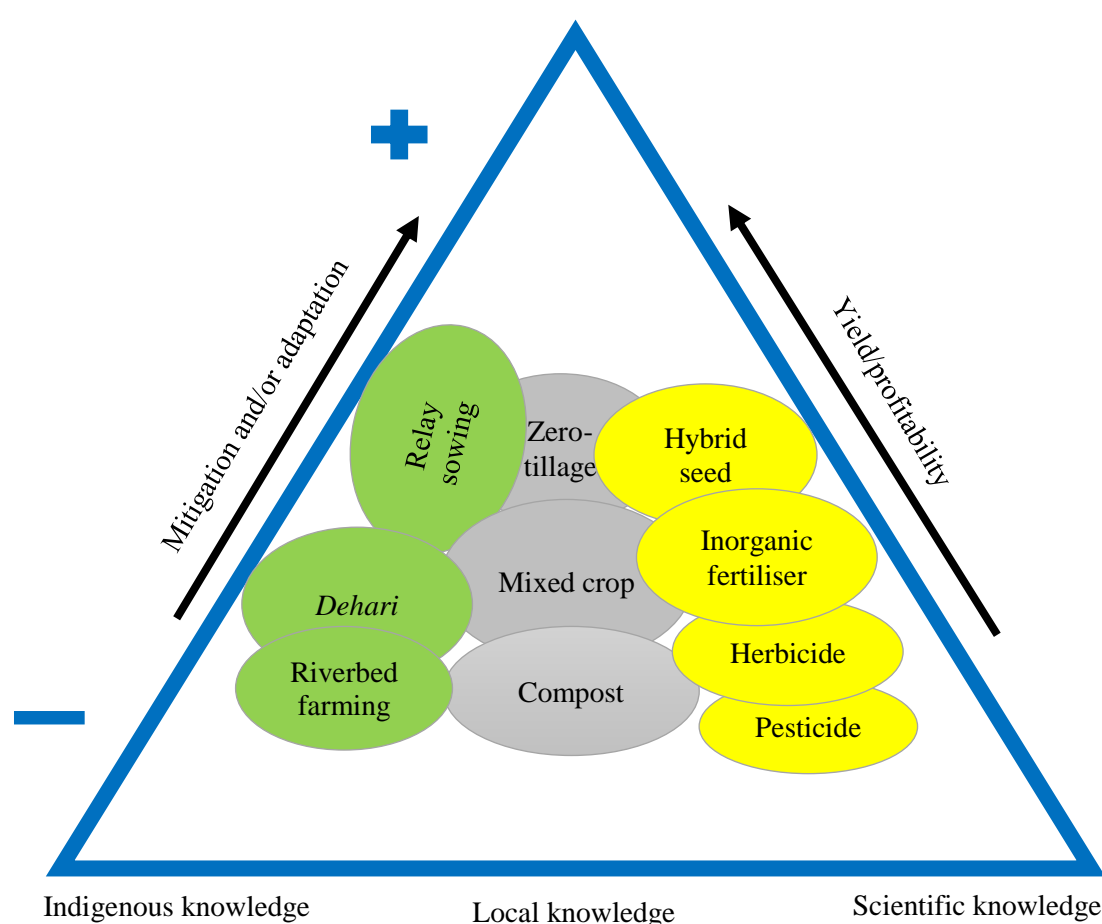 Mitigation and/or adaptation
Yield/profitability
Relay
sowing
Zero-
tillage
Hybrid
seed
Inorganic
fertiliser
Mixed crop
Dehari
Herbicide
Riverbed
farming
Compost
Pesticide
Indigenous knowledge
Local knowledge
Scientific knowledge